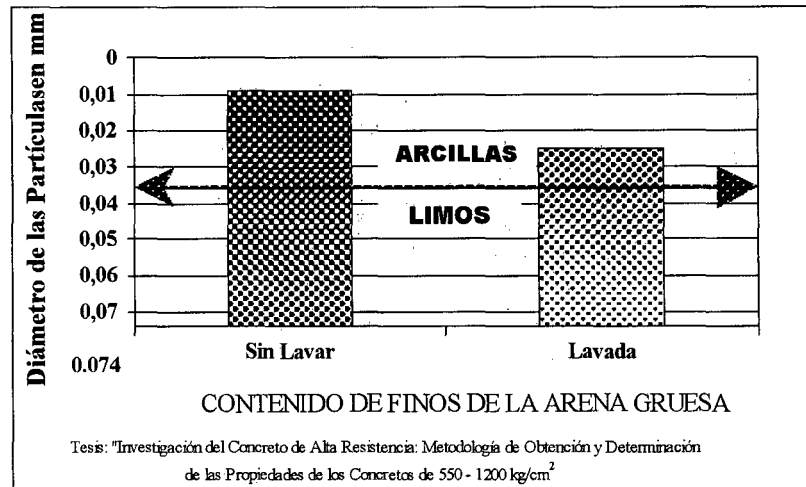 Diámetro de las Partículasen mm
0
0,01
0,02
0,03
0,04
0,05
0,06
0,07
0.074
ARCILLAS
LIMOS
Sin Lavar
Lavada
CONTENIDO DE FINOS DE LA ARENA GRUESA
Tesis: "Investigación del Concreto de Alta Resistencia: Metodología de Obtención y Determinación
de las Propiedades de los Concretos de 550 - 1200 kg/cm²